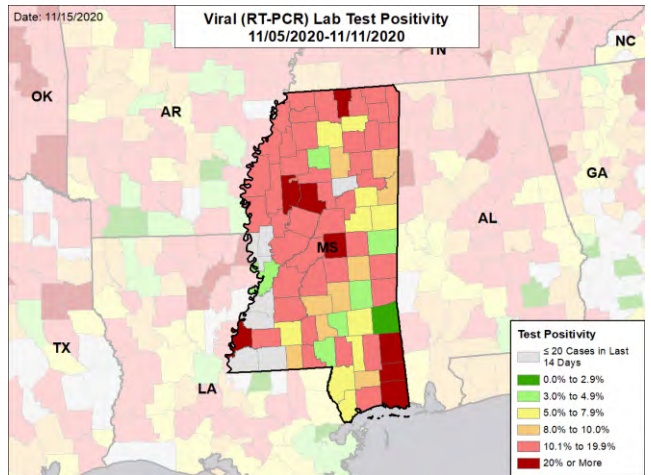 Date: 11/15/2020
Viral (RT-PCR) Lab Test Positivity
11/05/2020-11/11/2020
TN
NC
OK
AR
GA
AL
MS
TX
LA
Test Positivity
≤ 20 Cases in Last
14 Days
0.0% to 2.9%
3.0% to 4.9%
5.0% to 7.9%
8.0% to 10.0%
10.1% to 19.9%
20% or More